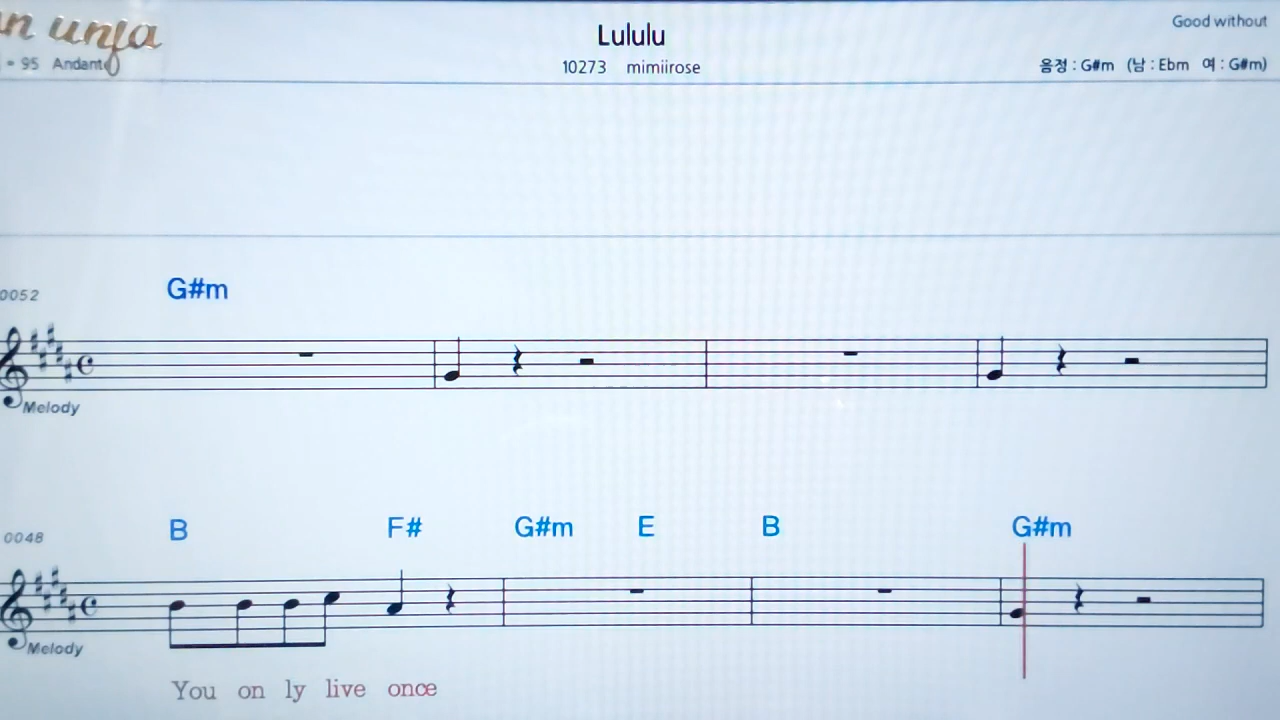 Lululu
Good without
= 95 Andante
10273 mimiirose
음정 : G#m (남 : Ebm 여 : G#m)
0052
G#m
Melody
0048
B F# G#m E B G#m
Melody
You on ly live once